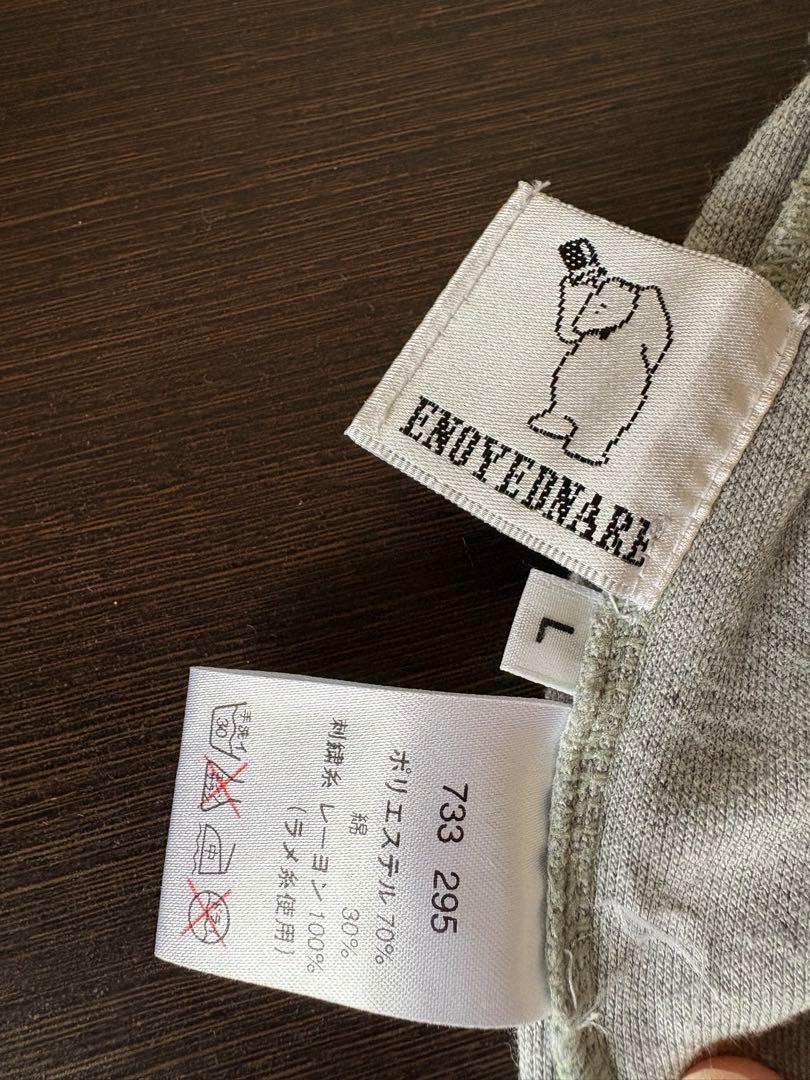 ENOYEDNARE
L
733 295
ポリエステル 70%
綿 30%
刺繍糸 レーヨン 100%
(ラメ糸使用)
手洗イ
30
中